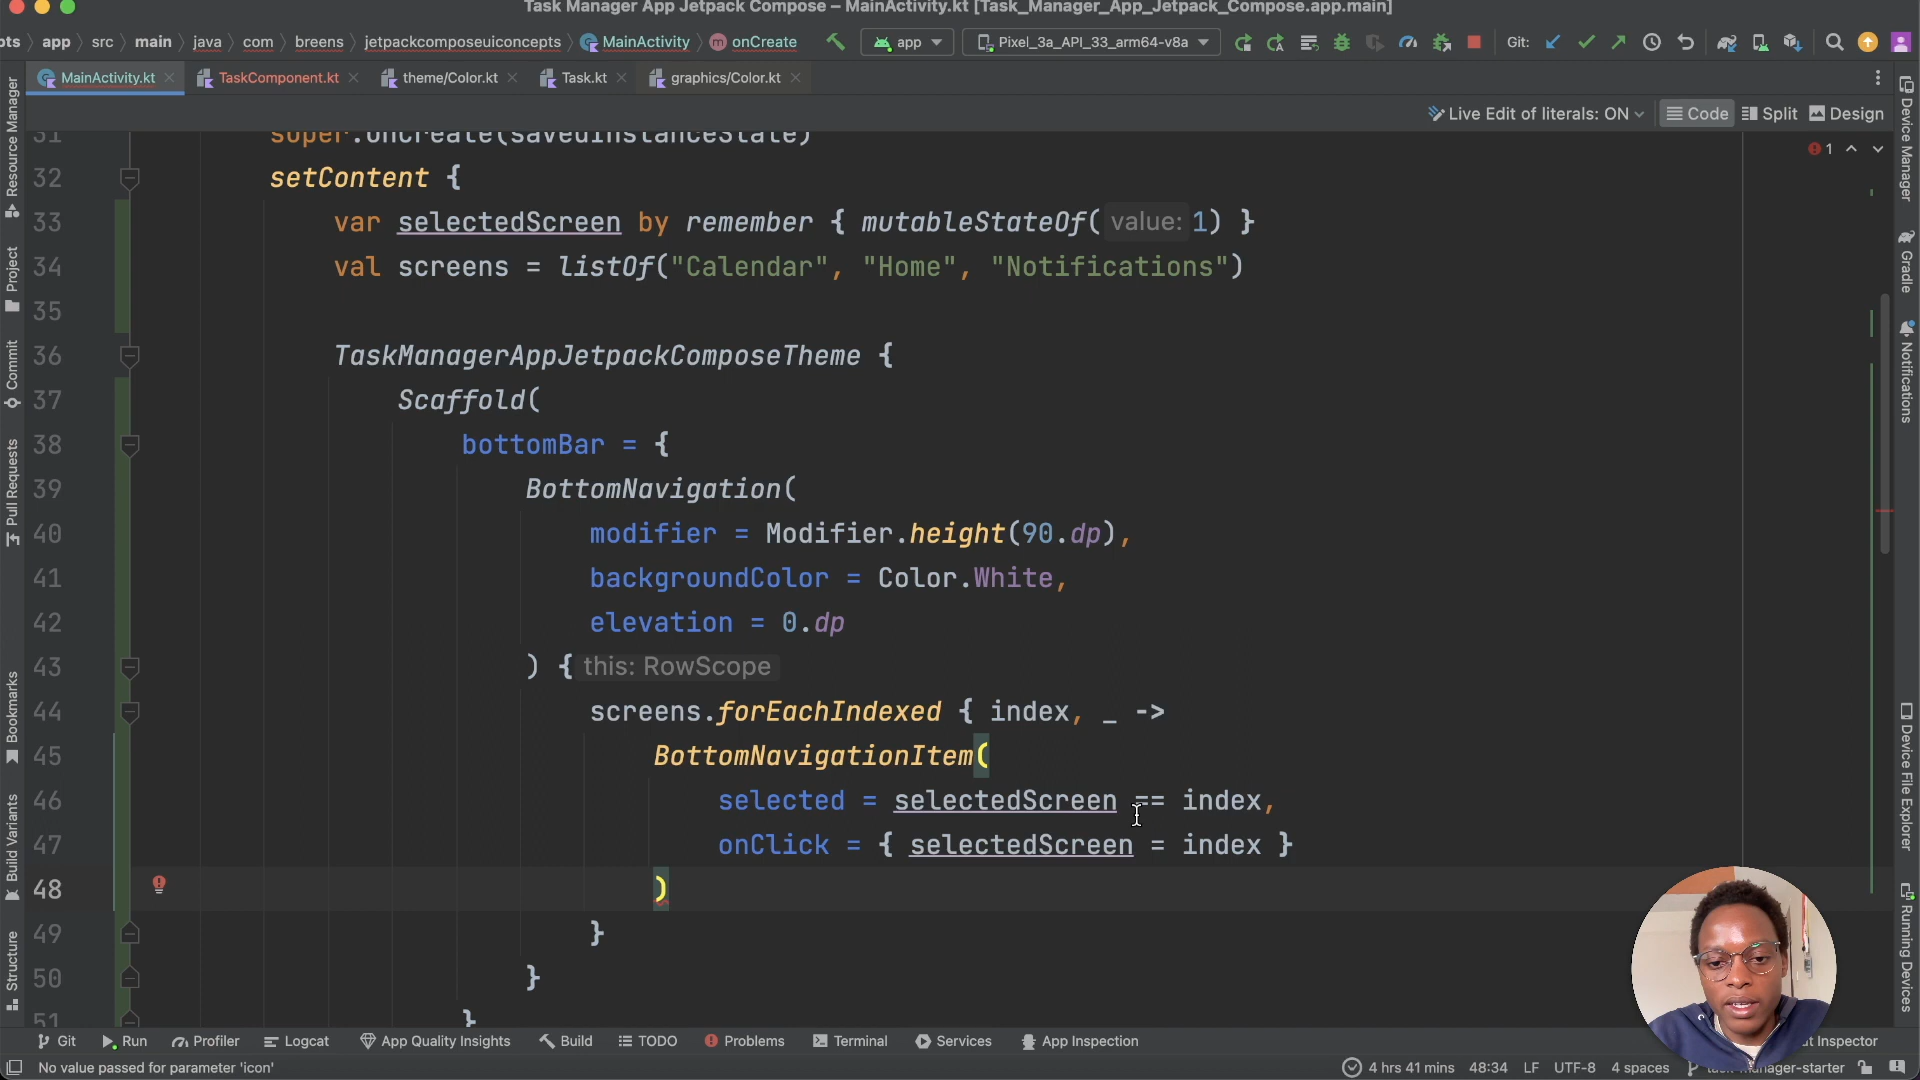 Task Manager App Jetpack Compose – MainActivity.kt [Task_Manager_App_Jetpack_Compose.app.main]
app src main java com breens jetpackcomposeuiconcepts MainActivity onCreate app Pixel_3a_API_33_arm64-v8a Git:
MainActivity.kt TaskComponent.kt theme/Color.kt Task.kt graphics/Color.kt
Live Edit of literals: ON Code Split Design
31 super.onCreate(savedInstanceState)
1
32 setContent {
33 var selectedScreen by remember { mutableStateOf( value: 1) }
34 val screens = listOf("Calendar", "Home", "Notifications")
35
36 TaskManagerAppJetpackComposeTheme {
37 Scaffold(
38 bottomBar = {
39 BottomNavigation(
40 modifier = Modifier.height(90.dp),
41 backgroundColor = Color.White,
42 elevation = 0.dp
43 ) { this: RowScope
44 screens.forEachIndexed { index, _ ->
45 BottomNavigationItem(
46 selected = selectedScreen == index,
47 onClick = { selectedScreen = index }
48 )
49 }
50 }
51 }
Resource Manager
Project
Commit
Pull Requests
Bookmarks
Build Variants
Structure
Device Manager
Gradle
Notifications
Device File Explorer
Running Devices
Git Run Profiler Logcat App Quality Insights Build TODO Problems Terminal Services App Inspection
No value passed for parameter 'icon' 4 hrs 41 mins 48:34 LF UTF-8 4 spaces